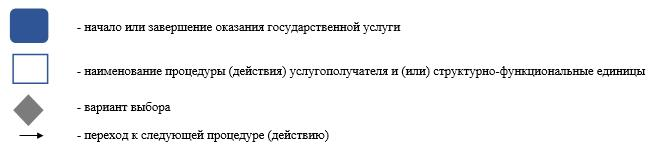 - начало или завершение оказания государственной услуги
- наименование процедуры (действия) услугополучателя и (или) структурно-функциональные единицы
- вариант выбора
- переход к следующей процедуре (действию)